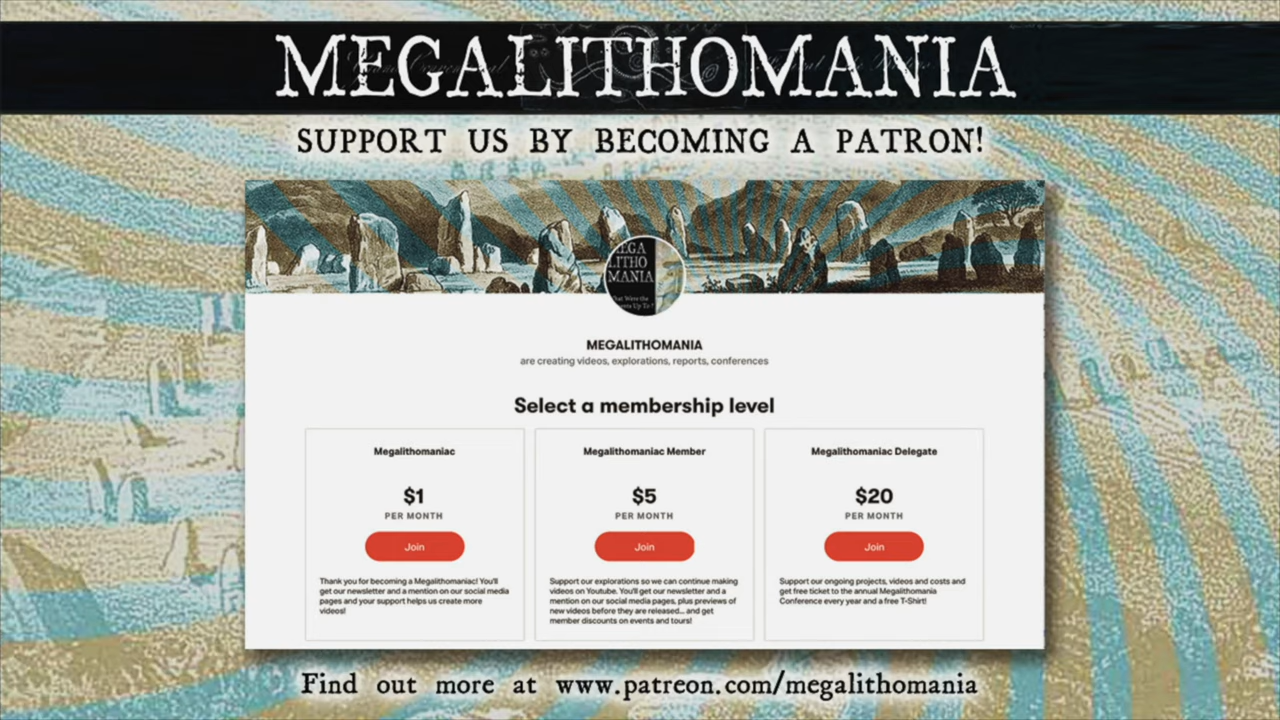 MEGALITHOMANIA
SUPPORT US BY BECOMING A PATRON!
MEGA
LITHO
MANIA
MEGALITHOMANIA
are creating videos, explorations, reports, conferences
Select a membership level
Megalithomaniac
$1
PER MONTH
Join
Thank you for becoming a Megalithomaniac! You'll
get our newsletter and a mention on our social media
pages and your support helps us create more
videos!
Megalithomaniac Member
$5
PER MONTH
Join
Support our explorations so we can continue making
videos on Youtube. You'll get our newsletter and a
mention on our social media pages, plus previews of
new videos before they are released... and get
member discounts on events and tours!
Megalithomaniac Delegate
$20
PER MONTH
Join
Support our ongoing projects, videos and costs and
get free ticket to the annual Megalithomania
Conference every year and a free T-Shirt!
Find out more at www.patreon.com/megalithomania